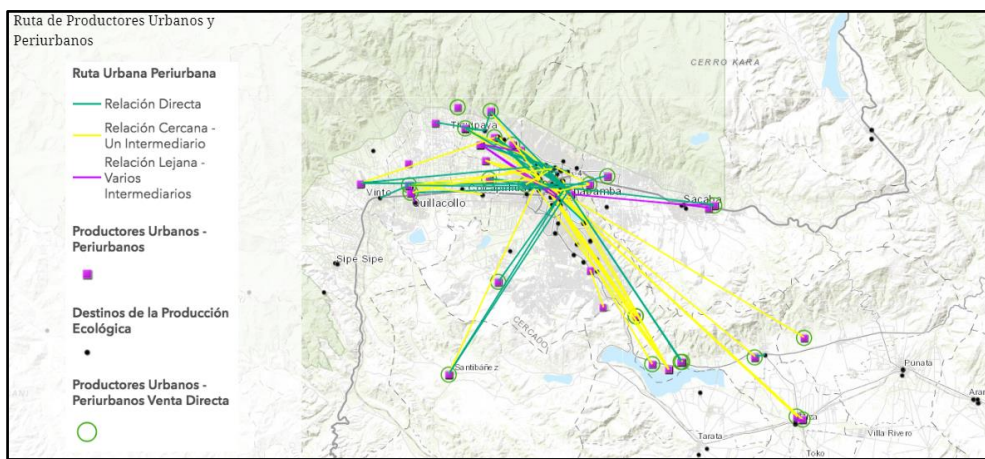 Ruta de Productores Urbanos y
Periurbanos
Ruta Urbana Periurbana
Relación Directa
Relación Cercana -
Un Intermediario
Relación Lejana -
Varios
Intermediarios
Productores Urbanos -
Periurbanos
Destinos de la Producción
Ecológica
Productores Urbanos -
Periurbanos Venta Directa
CERRO KARA
Vinto
Quillacollo
Sacaba
Sipe Sipe
CERCADO
Santibáñez
Punata
Villa Rivero
Tarata
Toko